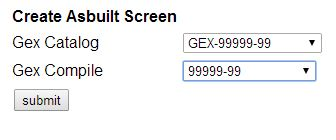 Create Asbuilt Screen
Gex Catalog GEX-99999-99
Gex Compile 99999-99
submit